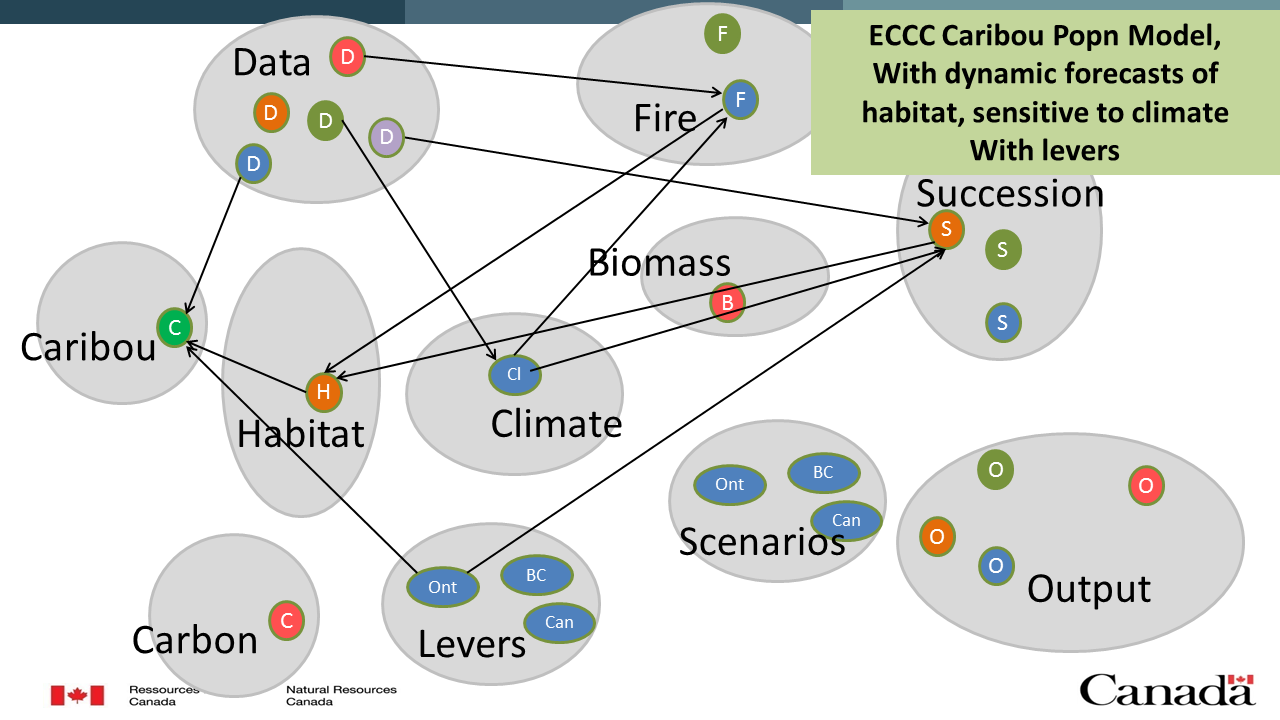 ECCC Caribou Popn Model,
With dynamic forecasts of
habitat, sensitive to climate
With levers
Data
D
D
D
D
D
F
F
Fire
Succession
S
S
S
Biomass
B
C
Caribou
H
Habitat
Cl
Climate
Ont
BC
Can
Scenarios
O
O
O
O
Output
Ont
BC
Can
Levers
C
Carbon
Ressources
Canada
Natural Resources
Canada
Canada